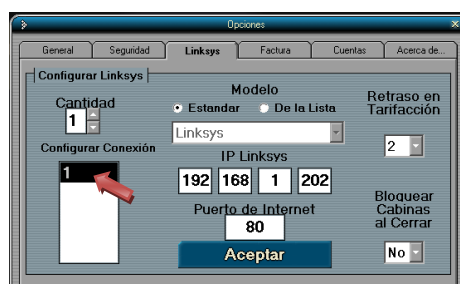 Opciones
General Seguridad Linksys Factura Cuentas Acerca de...
Configurar Linksys
Cantidad
1
Configurar Conexión
1
Modelo
Estandar De la Lista
Linksys
IP Linksys
192 168 1 202
Puerto de Internet
80
Aceptar
Retraso en
Tarifacción
2
Bloquear
Cabinas
al Cerrar
No